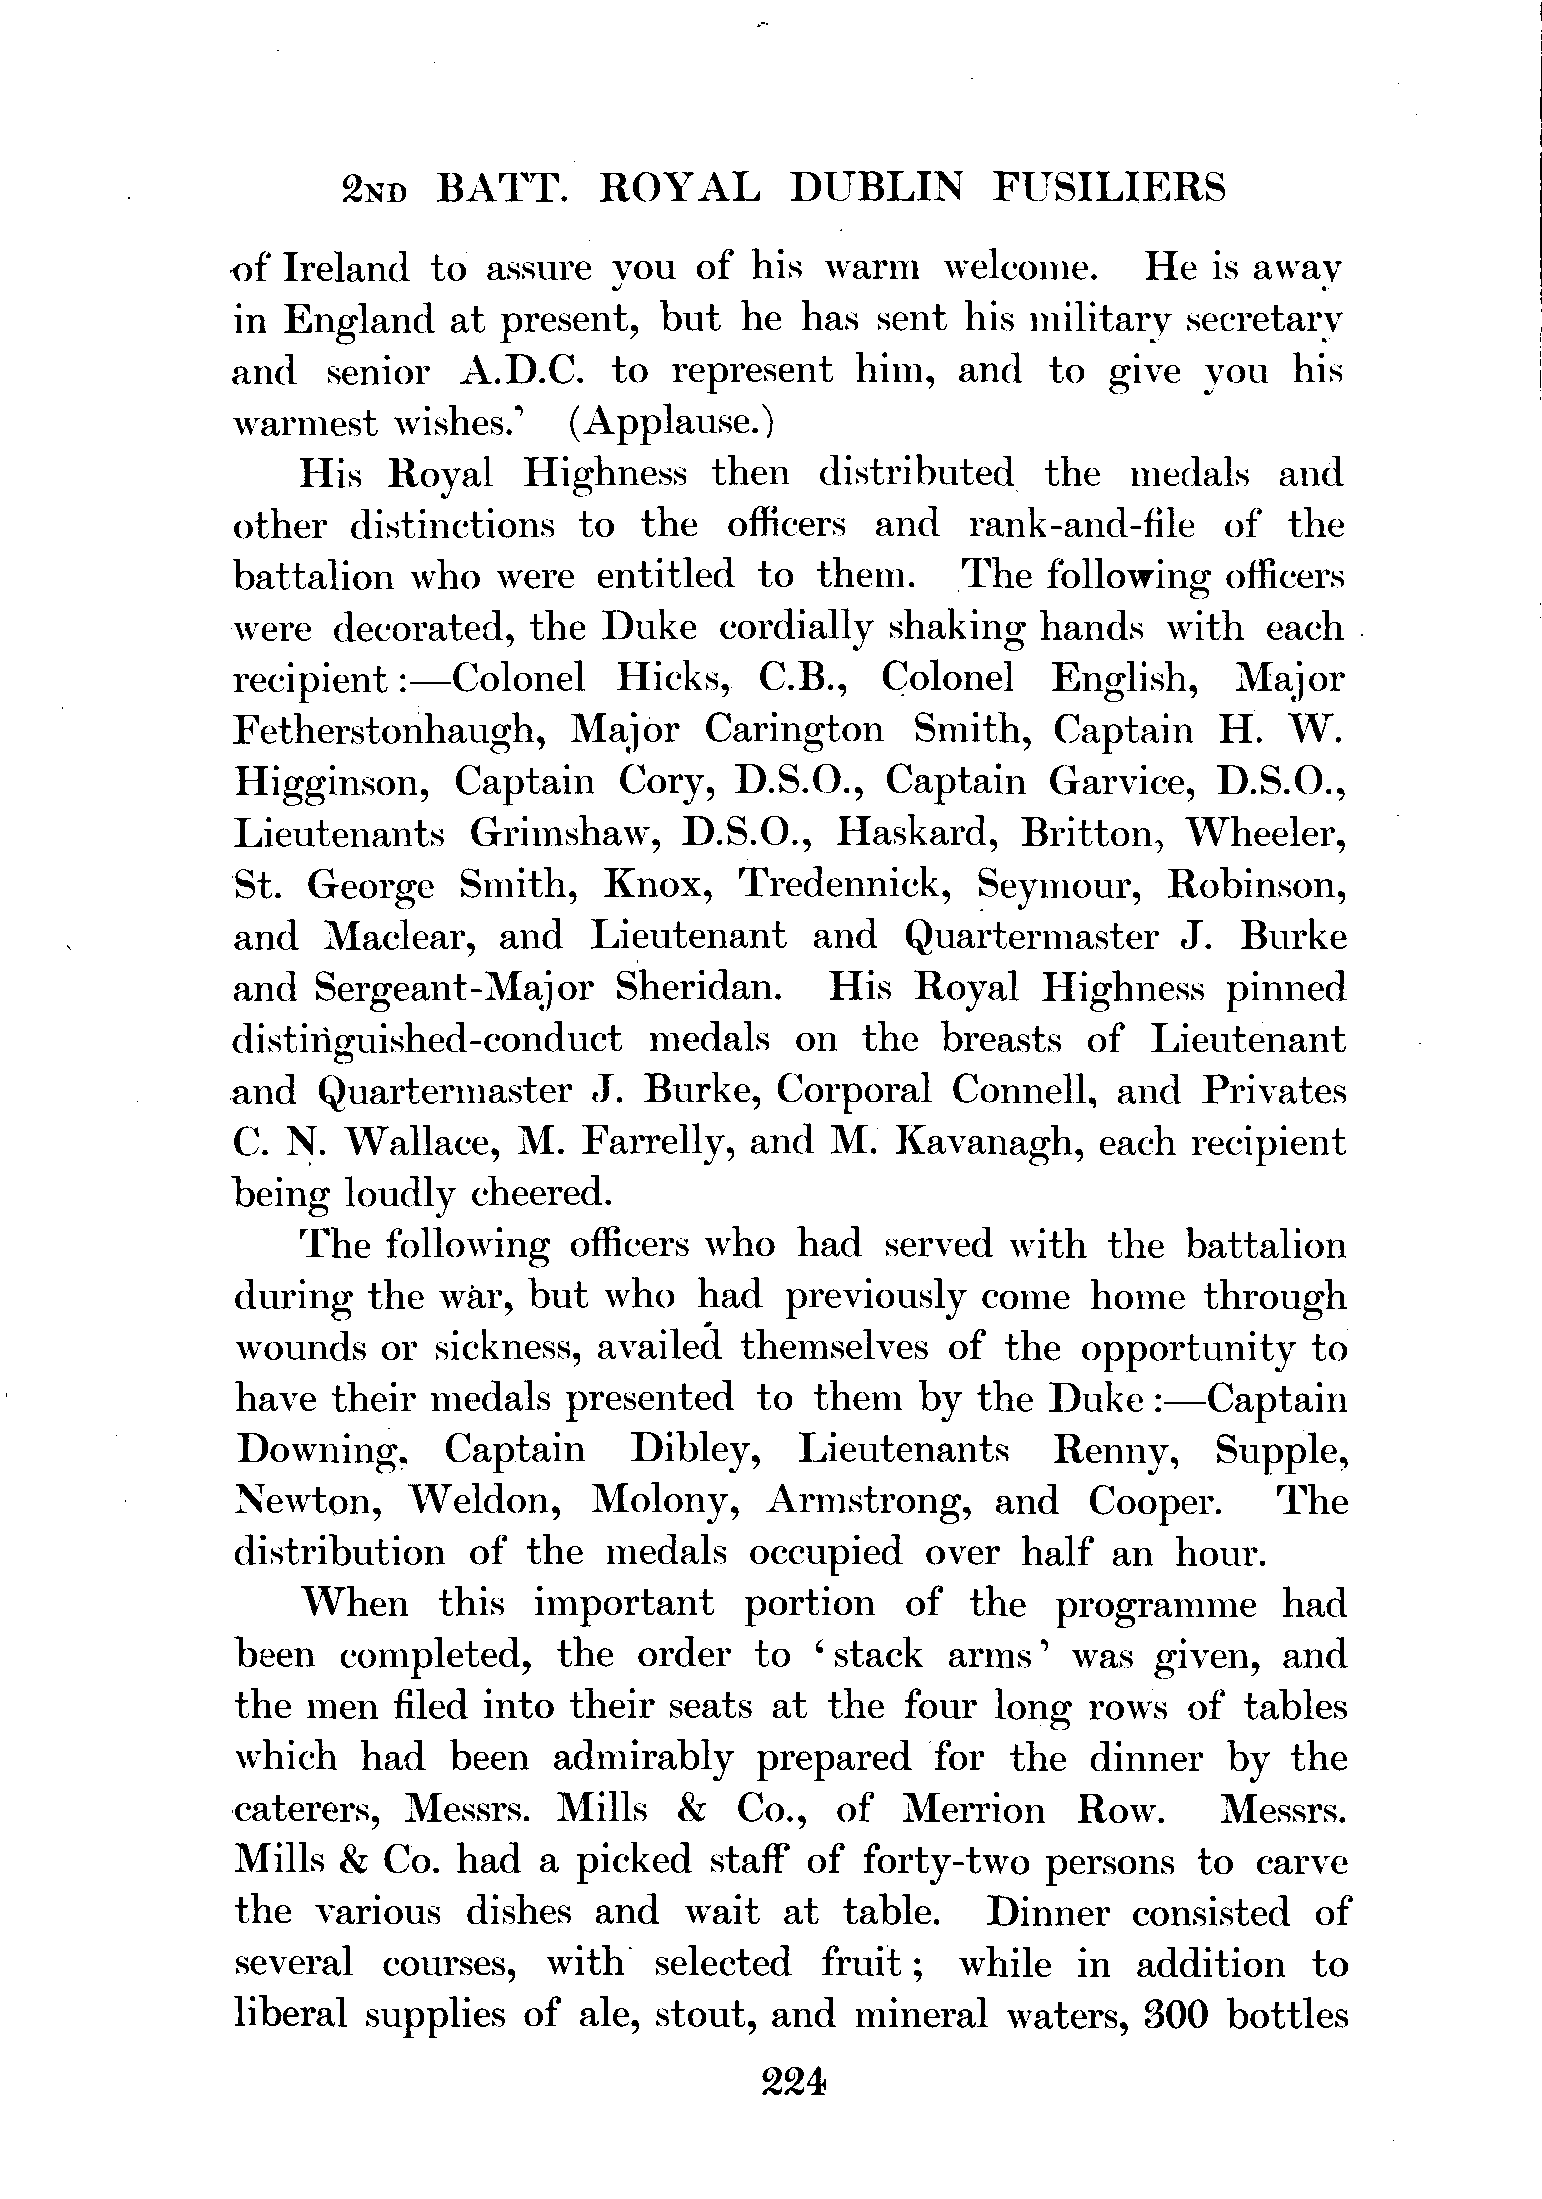 2ND BATT. ROYAL DUBLIN FUSILIERS
of Ireland to assure you of his warm welcome. He is away
in England at present, but he has sent his military secretary
and senior A.D.C. to represent him, and to give you his
warmest wishes.' (Applause.)
His Royal Highness then distributed the medals and
other distinctions to the officers and rank-and-file of the
battalion who were entitled to them. The following officers
were decorated, the Duke cordially shaking hands with each
recipient :—Colonel Hicks, C.B., Colonel English, Major
Fetherstonhaugh, Major Carington Smith, Captain H. W.
Higginson, Captain Cory, D.S.O., Captain Garvice, D.S.O.,
Lieutenants Grimshaw, D.S.O., Haskard, Britton, Wheeler,
St. George Smith, Knox, Tredennick, Seymour, Robinson,
and Maclear, and Lieutenant and Quartermaster J. Burke
and Sergeant-Major Sheridan. His Royal Highness pinned
distinguished-conduct medals on the breasts of Lieutenant
and Quartermaster J. Burke, Corporal Connell, and Privates
C. N. Wallace, M. Farrelly, and M. Kavanagh, each recipient
being loudly cheered.
The following officers who had served with the battalion
during the war, but who had previously come home through
wounds or sickness, availed themselves of the opportunity to
have their medals presented to them by the Duke :—Captain
Downing, Captain Dibley, Lieutenants Renny, Supple,
Newton, Weldon, Molony, Armstrong, and Cooper. The
distribution of the medals occupied over half an hour.
When this important portion of the programme had
been completed, the order to ‘stack arms’ was given, and
the men filed into their seats at the four long rows of tables
which had been admirably prepared for the dinner by the
caterers, Messrs. Mills & Co., of Merrion Row. Messrs.
Mills & Co. had a picked staff of forty-two persons to carve
the various dishes and wait at table. Dinner consisted of
several courses, with selected fruit ; while in addition to
liberal supplies of ale, stout, and mineral waters, 300 bottles
224